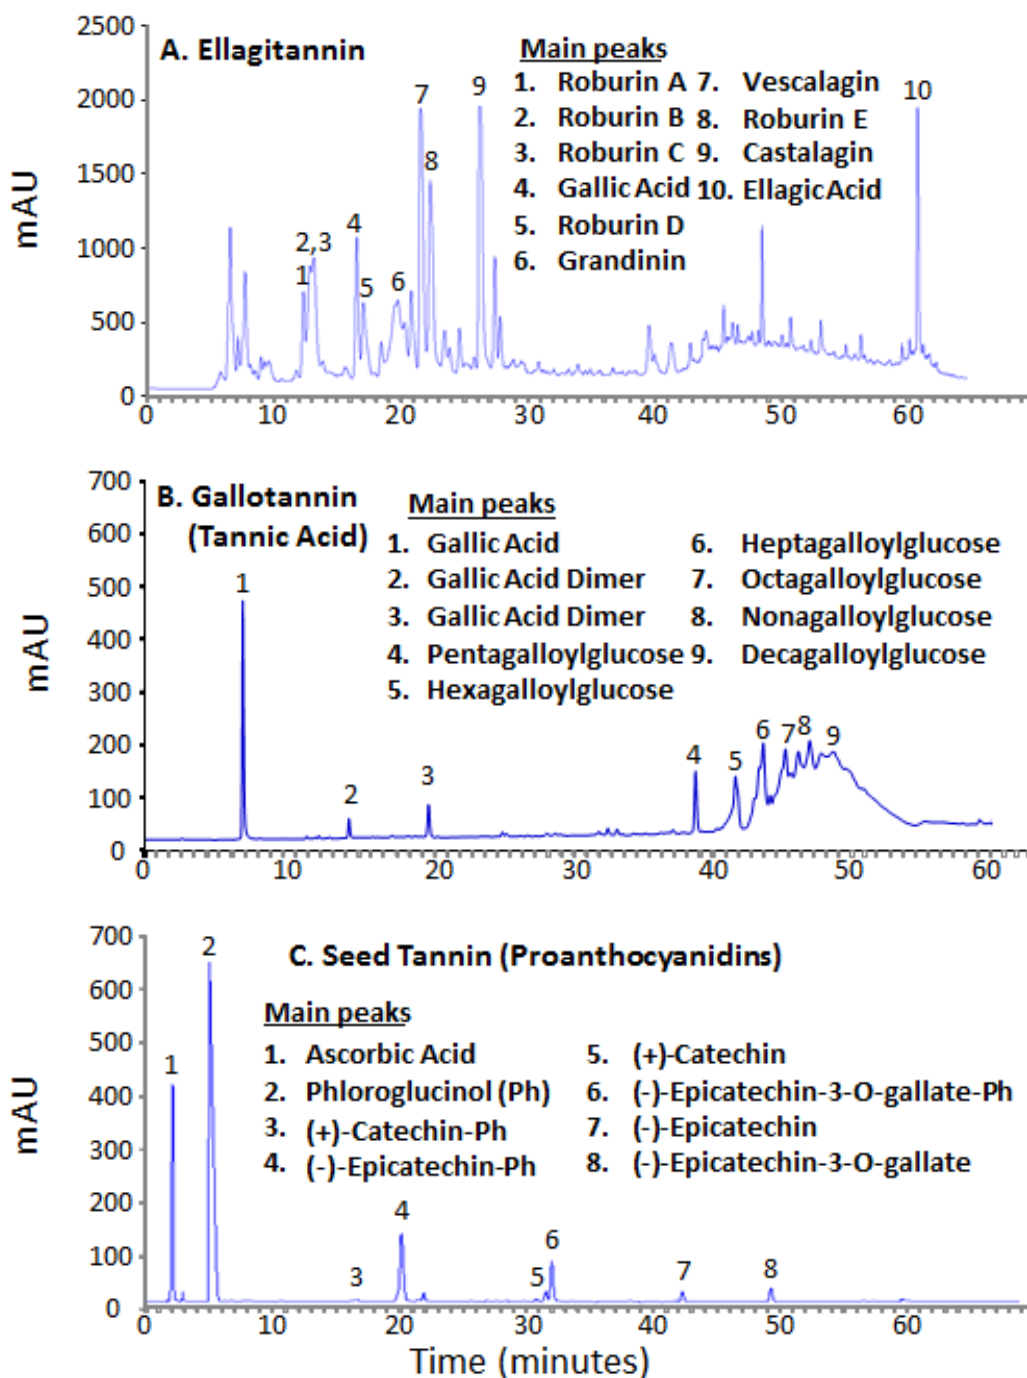 2500
A. Ellagitannin
Main peaks
1. Roburin A 7. Vescalagin
2. Roburin B 8. Roburin E
3. Roburin C 9. Castalagin
4. Gallic Acid 10. Ellagic Acid
5. Roburin D
6. Grandinin
2000
1500
1000
500
0
mAU
1
2,3
4
5
6
7
8
9
10
0 10 20 30 40 50 60
700
B. Gallotannin
(Tannic Acid)
Main peaks
1. Gallic Acid 6. Heptagalloylglucose
2. Gallic Acid Dimer 7. Octagalloylglucose
3. Gallic Acid Dimer 8. Nonagalloylglucose
4. Pentagalloylglucose 9. Decagalloylglucose
5. Hexagalloylglucose
600
500
400
300
200
100
0
mAU
1
2
3
4
5
6
7
8
9
0 10 20 30 40 50 60
700
C. Seed Tannin (Proanthocyanidins)
Main peaks
1. Ascorbic Acid 5. (+)-Catechin
2. Phloroglucinol (Ph) 6. (-)-Epicatechin-3-O-gallate-Ph
3. (+)-Catechin-Ph 7. (-)-Epicatechin
4. (-)-Epicatechin-Ph 8. (-)-Epicatechin-3-O-gallate
600
500
400
300
200
100
0
mAU
1
2
3
4
5
6
7
8
0 10 20 30 40 50 60
Time (minutes)